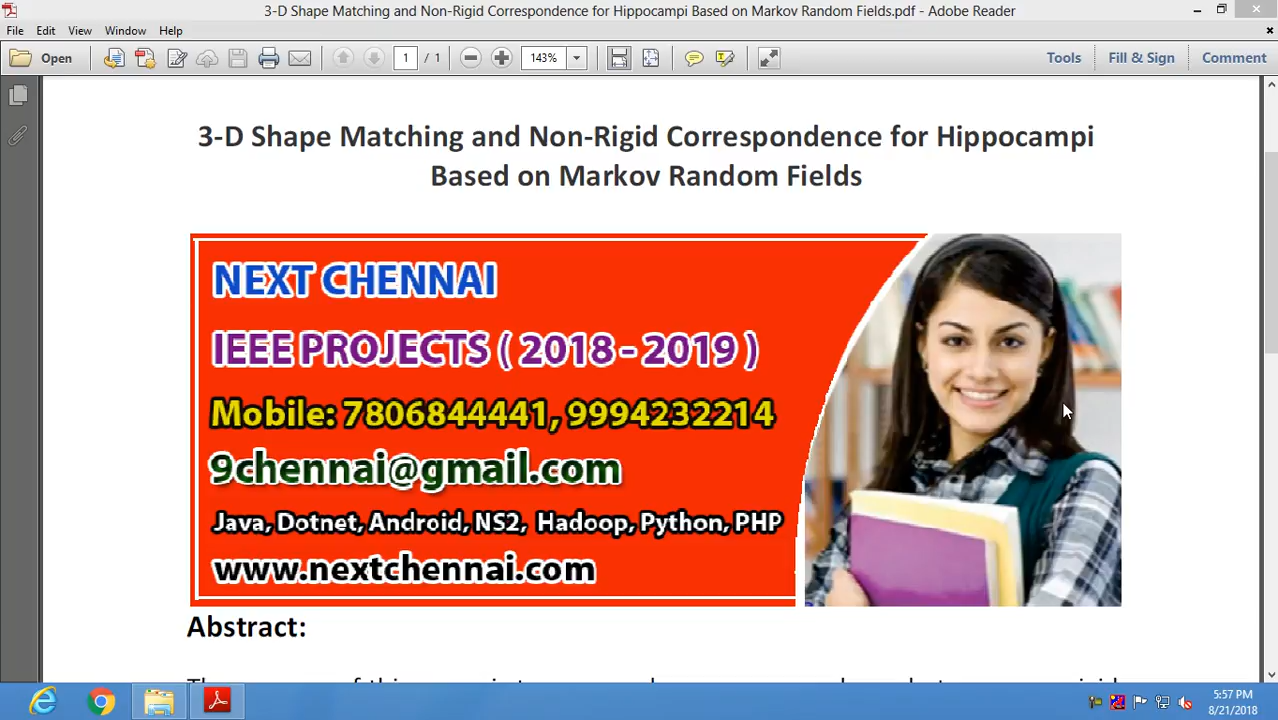 3-D Shape Matching and Non-Rigid Correspondence for Hippocampi Based on Markov Random Fields.pdf - Adobe Reader
File Edit View Window Help
Open 1 / 1 143% Tools Fill & Sign Comment
3-D Shape Matching and Non-Rigid Correspondence for Hippocampi
Based on Markov Random Fields
NEXT CHENNAI
IEEE PROJECTS ( 2018 - 2019 )
Mobile: 7806844441, 9994232214
9chennai@gmail.com
Java, Dotnet, Android, NS2, Hadoop, Python, PHP
www.nextchennai.com
Abstract:
5:57 PM
8/21/2018